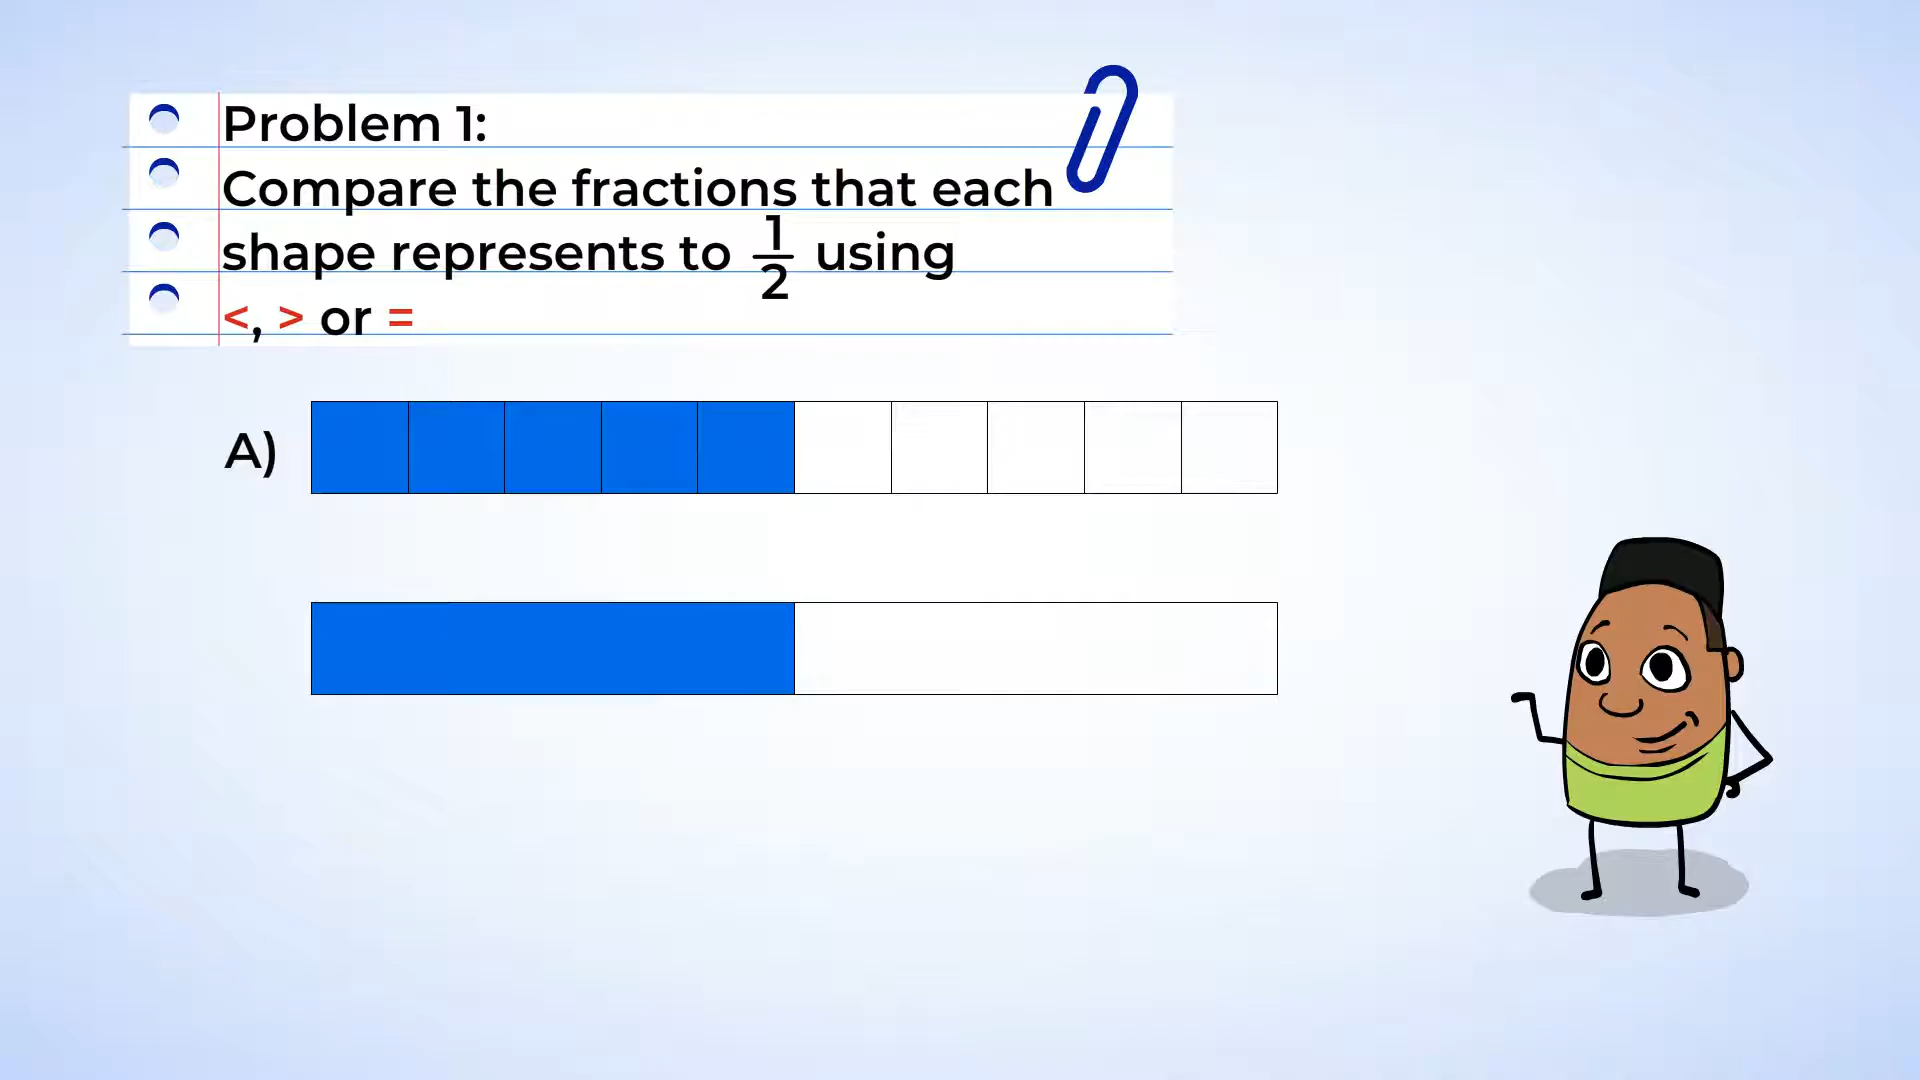 Problem 1:
Compare the fractions that each
shape represents to 1/2 using
<, > or =
A)